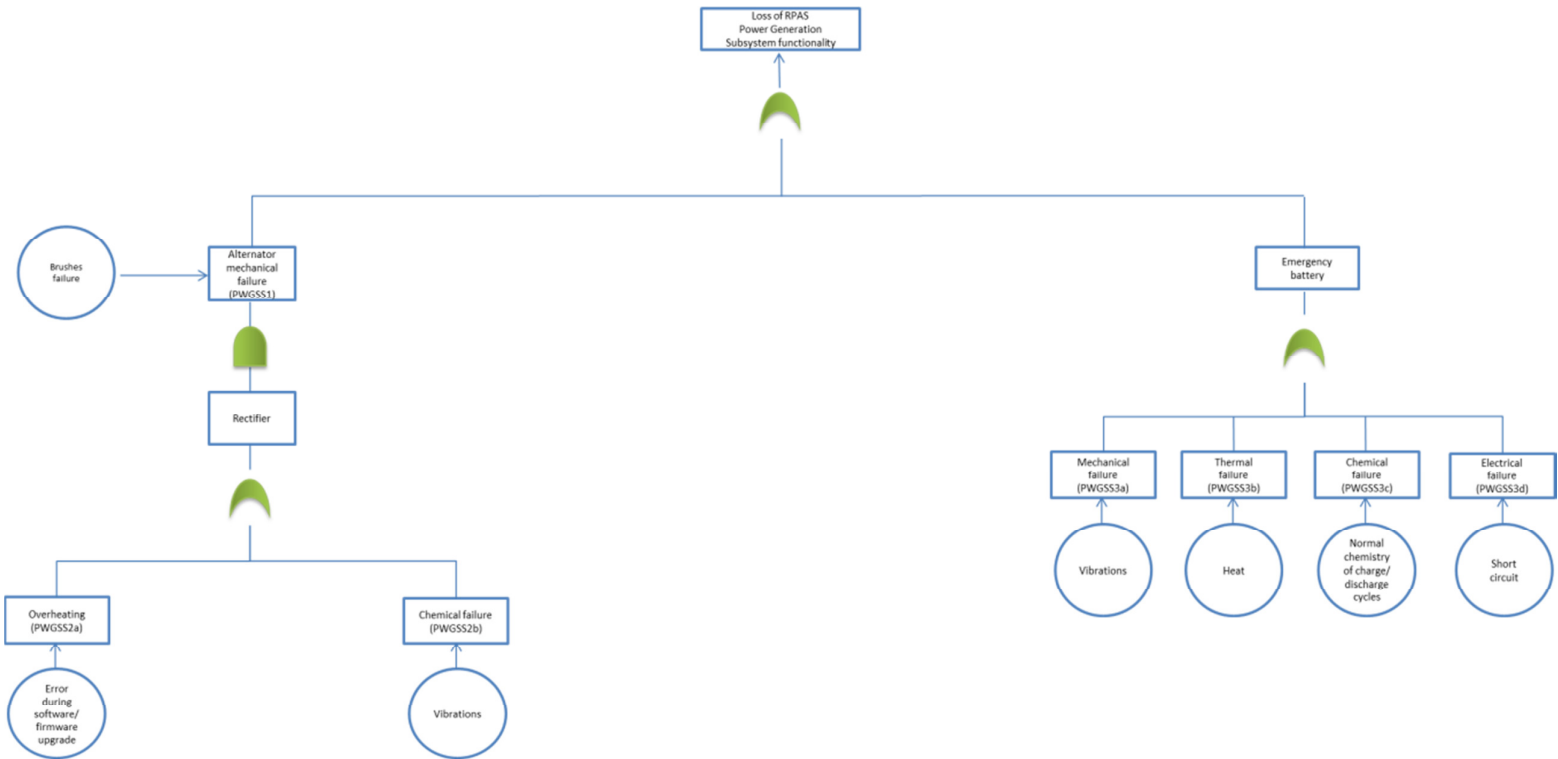 Loss of RPAS
Power Generation
Subsystem functionality
Brushes
failure
Alternator
mechanical
failure
(PWGSS1)
Emergency
battery
Rectifier
Mechanical
failure
(PWGSS3a)
Thermal
failure
(PWGSS3b)
Chemical
failure
(PWGSS3c)
Electrical
failure
(PWGSS3d)
Vibrations
Heat
Normal
chemistry
of charge/
discharge
cycles
Short
circuit
Overheating
(PWGSS2a)
Chemical failure
(PWGSS2b)
Error
during
software/
firmware
upgrade
Vibrations